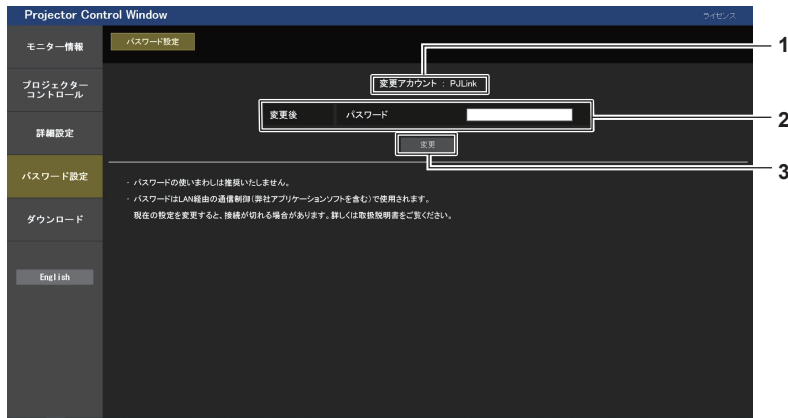 Projector Control Window
ライセンス
モニター情報
パスワード設定
1
プロジェクター
コントロール
変更アカウント : PJLink
変更後 パスワード
2
詳細設定
変更
3
パスワード設定
・パスワードの使いまわしは推奨いたしません。
・パスワードはLAN経由の通信制御(弊社アプリケーションソフトを含む)で使用されます。
現在の設定を変更すると、接続が切れる場合があります。詳しくは取扱説明書をご覧ください。
ダウンロード
English